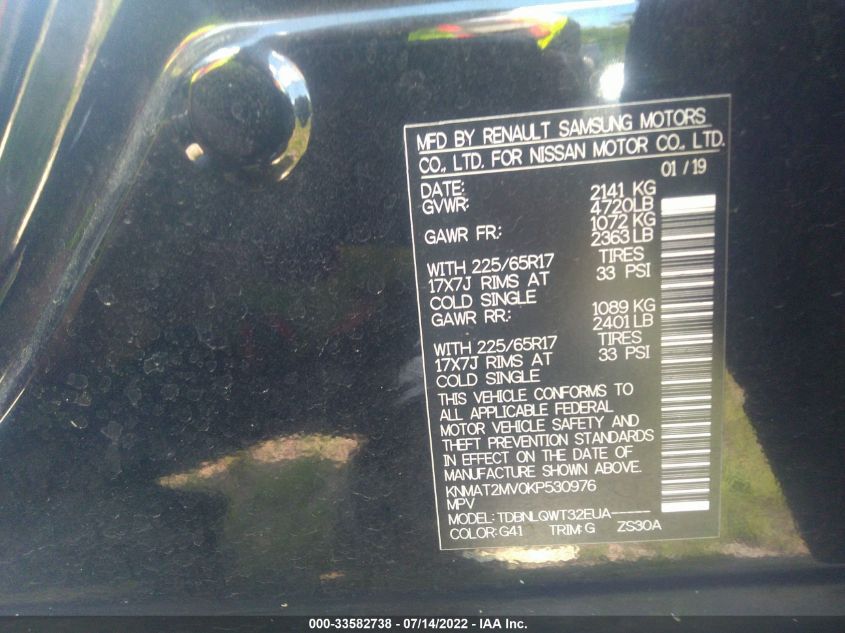 MFD BY RENAULT SAMSUNG MOTORS
CO., LTD. FOR NISSAN MOTOR CO., LTD.
01 / 19
DATE: 2141 KG
GVWR: 4720LB
1072 KG
GAWR FR: 2363 LB
WITH 225/65R17 TIRES
17X7J RIMS AT 33 PSI
COLD SINGLE
GAWR RR: 1089 KG
2401 LB
WITH 225/65R17 TIRES
17X7J RIMS AT 33 PSI
COLD SINGLE
THIS VEHICLE CONFORMS TO
ALL APPLICABLE FEDERAL
MOTOR VEHICLE SAFETY AND
THEFT PREVENTION STANDARDS
IN EFFECT ON THE DATE OF
MANUFACTURE SHOWN ABOVE.
KNMAT2MV0KP530976
MPV
MODEL: TDBNLQWT32EUA-----
COLOR: G41 TRIM: G ZS30A
000-33582738 - 07/14/2022 - IAA Inc.